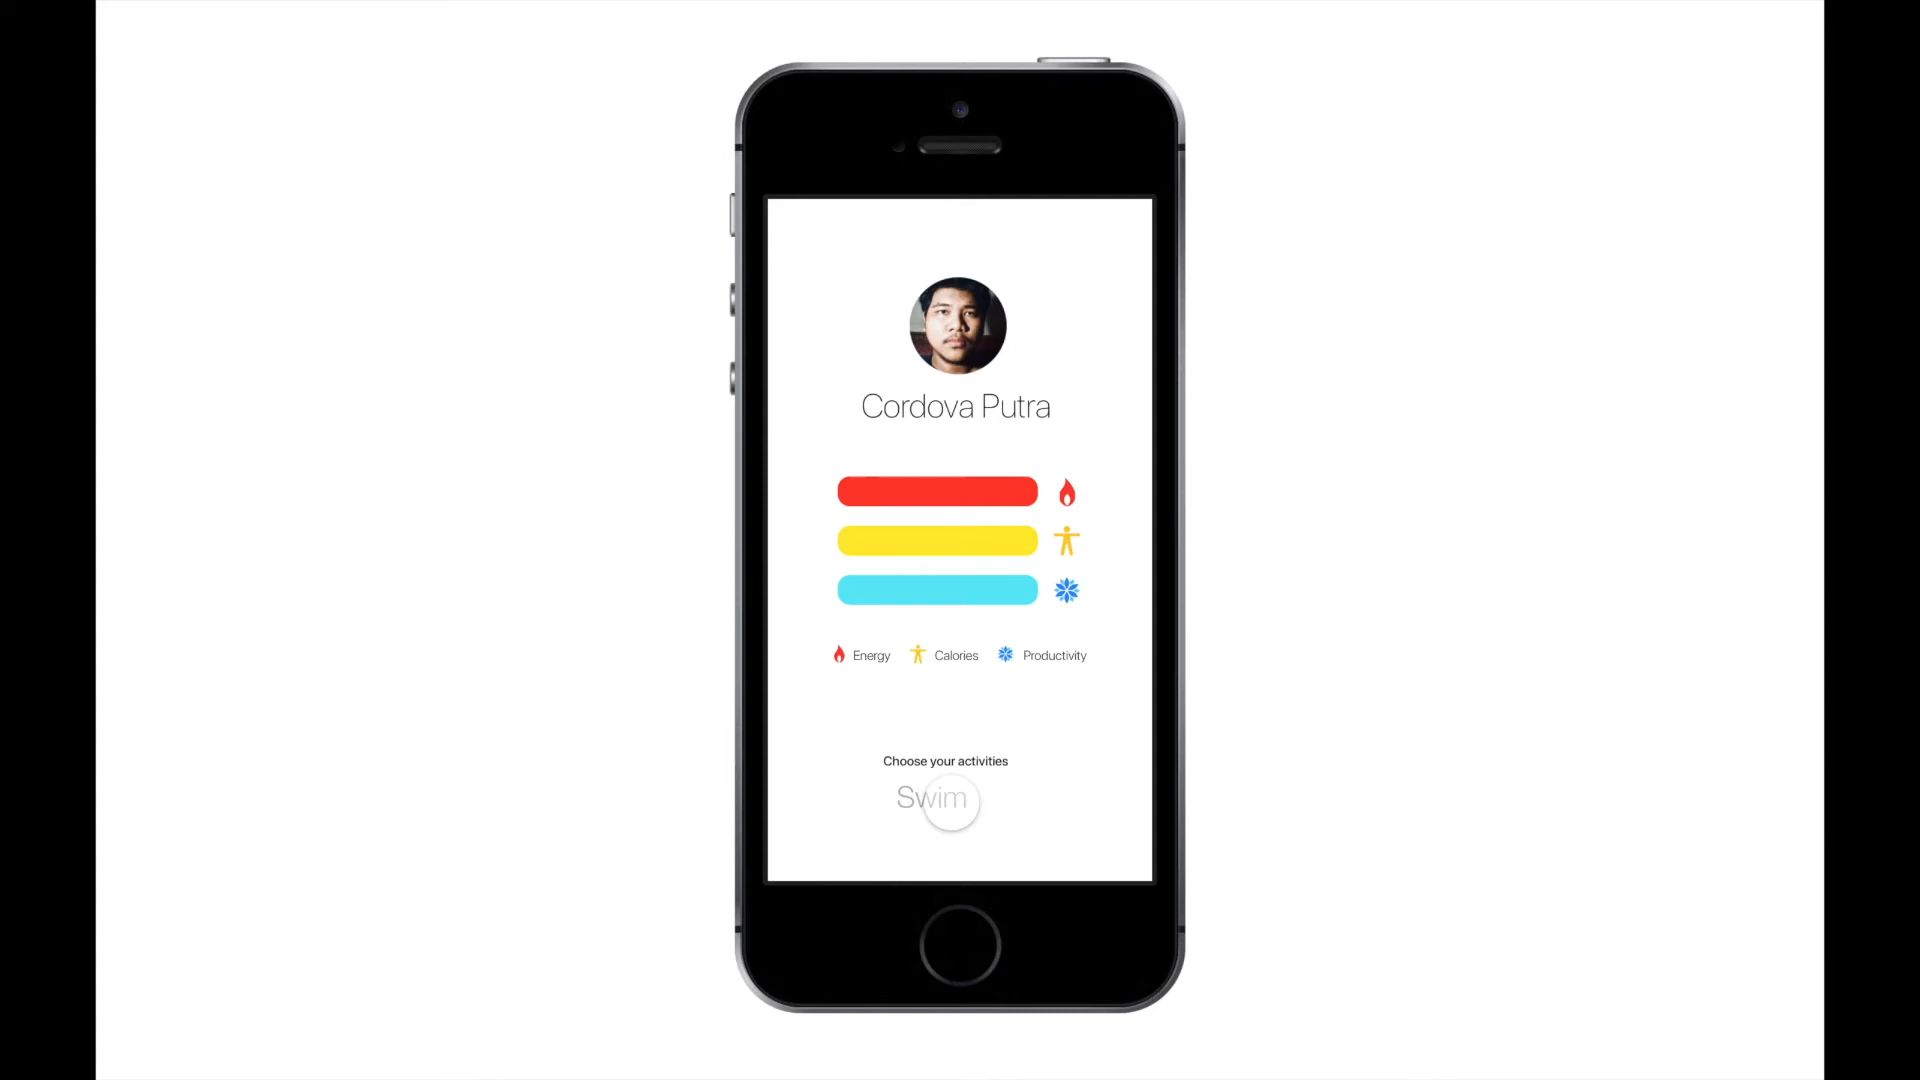 Cordova Putra
Energy Calories Productivity
Choose your activities
Swim